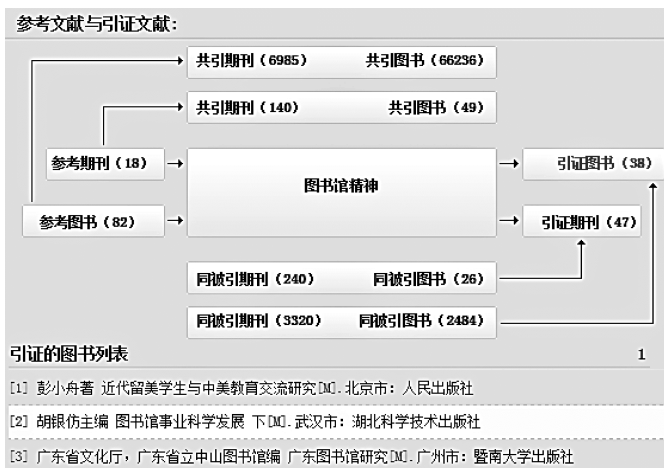 参考文献与引证文献:
共引期刊（6985） 共引图书（66236）
共引期刊（140） 共引图书（49）
参考期刊（18）
图书馆精神
引证图书（38）
参考图书（82）
引证期刊（47）
同被引期刊（240） 同被引图书（26）
同被引期刊（3320） 同被引图书（2484）
引证的图书列表 1
[1] 彭小舟著 近代留美学生与中美教育交流研究[M].北京市：人民出版社
[2] 胡银仿主编 图书馆事业科学发展 下[M].武汉市：湖北科学技术出版社
[3] 广东省文化厅，广东省立中山图书馆编 广东图书馆研究[M].广州市：暨南大学出版社